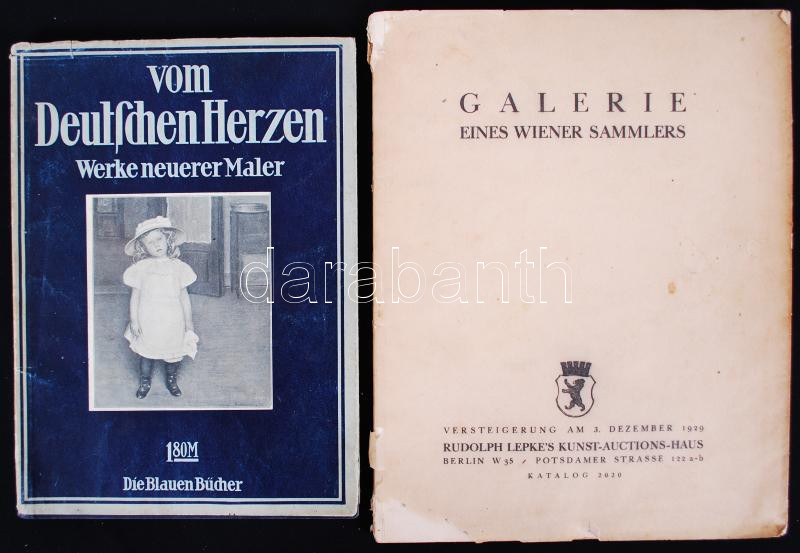 vom
Deutschen Herzen
Werke neuerer Maler
1 80 M
Die Blauen Bücher
GALERIE
EINES WIENER SAMMLERS
VERSTEIGERUNG AM 3. DEZEMBER 1929
RUDOLPH LEPKE'S KUNST-AUCTIONS-HAUS
BERLIN W 35 / POTSDAMER STRASSE 122 a-b
KATALOG 2020
darabanth